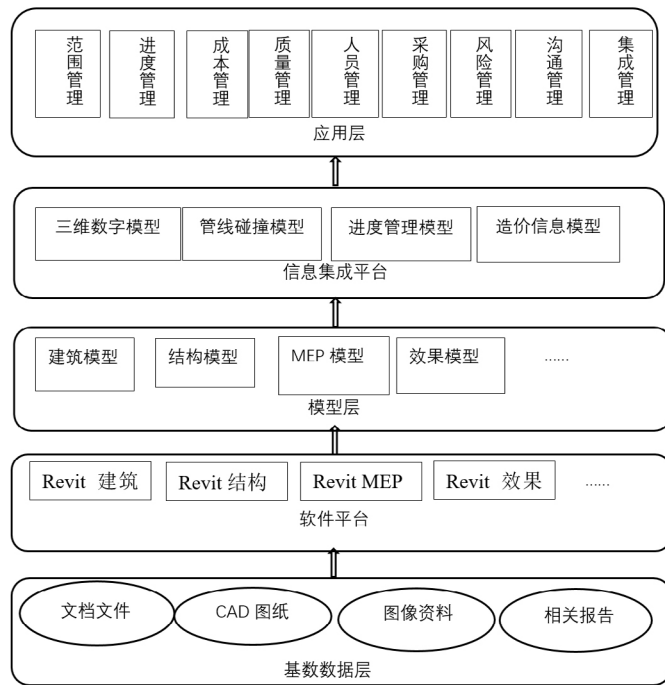 范围管理 进度管理 成本管理 质量管理 人员管理 采购管理 风险管理 沟通管理 集成管理
应用层
三维数字模型 管线碰撞模型 进度管理模型 造价信息模型
信息集成平台
建筑模型 结构模型 MEP 模型 效果模型 ......
模型层
Revit 建筑 Revit 结构 Revit MEP Revit 效果 ......
软件平台
文档文件 CAD 图纸 图像资料 相关报告
基数数据层